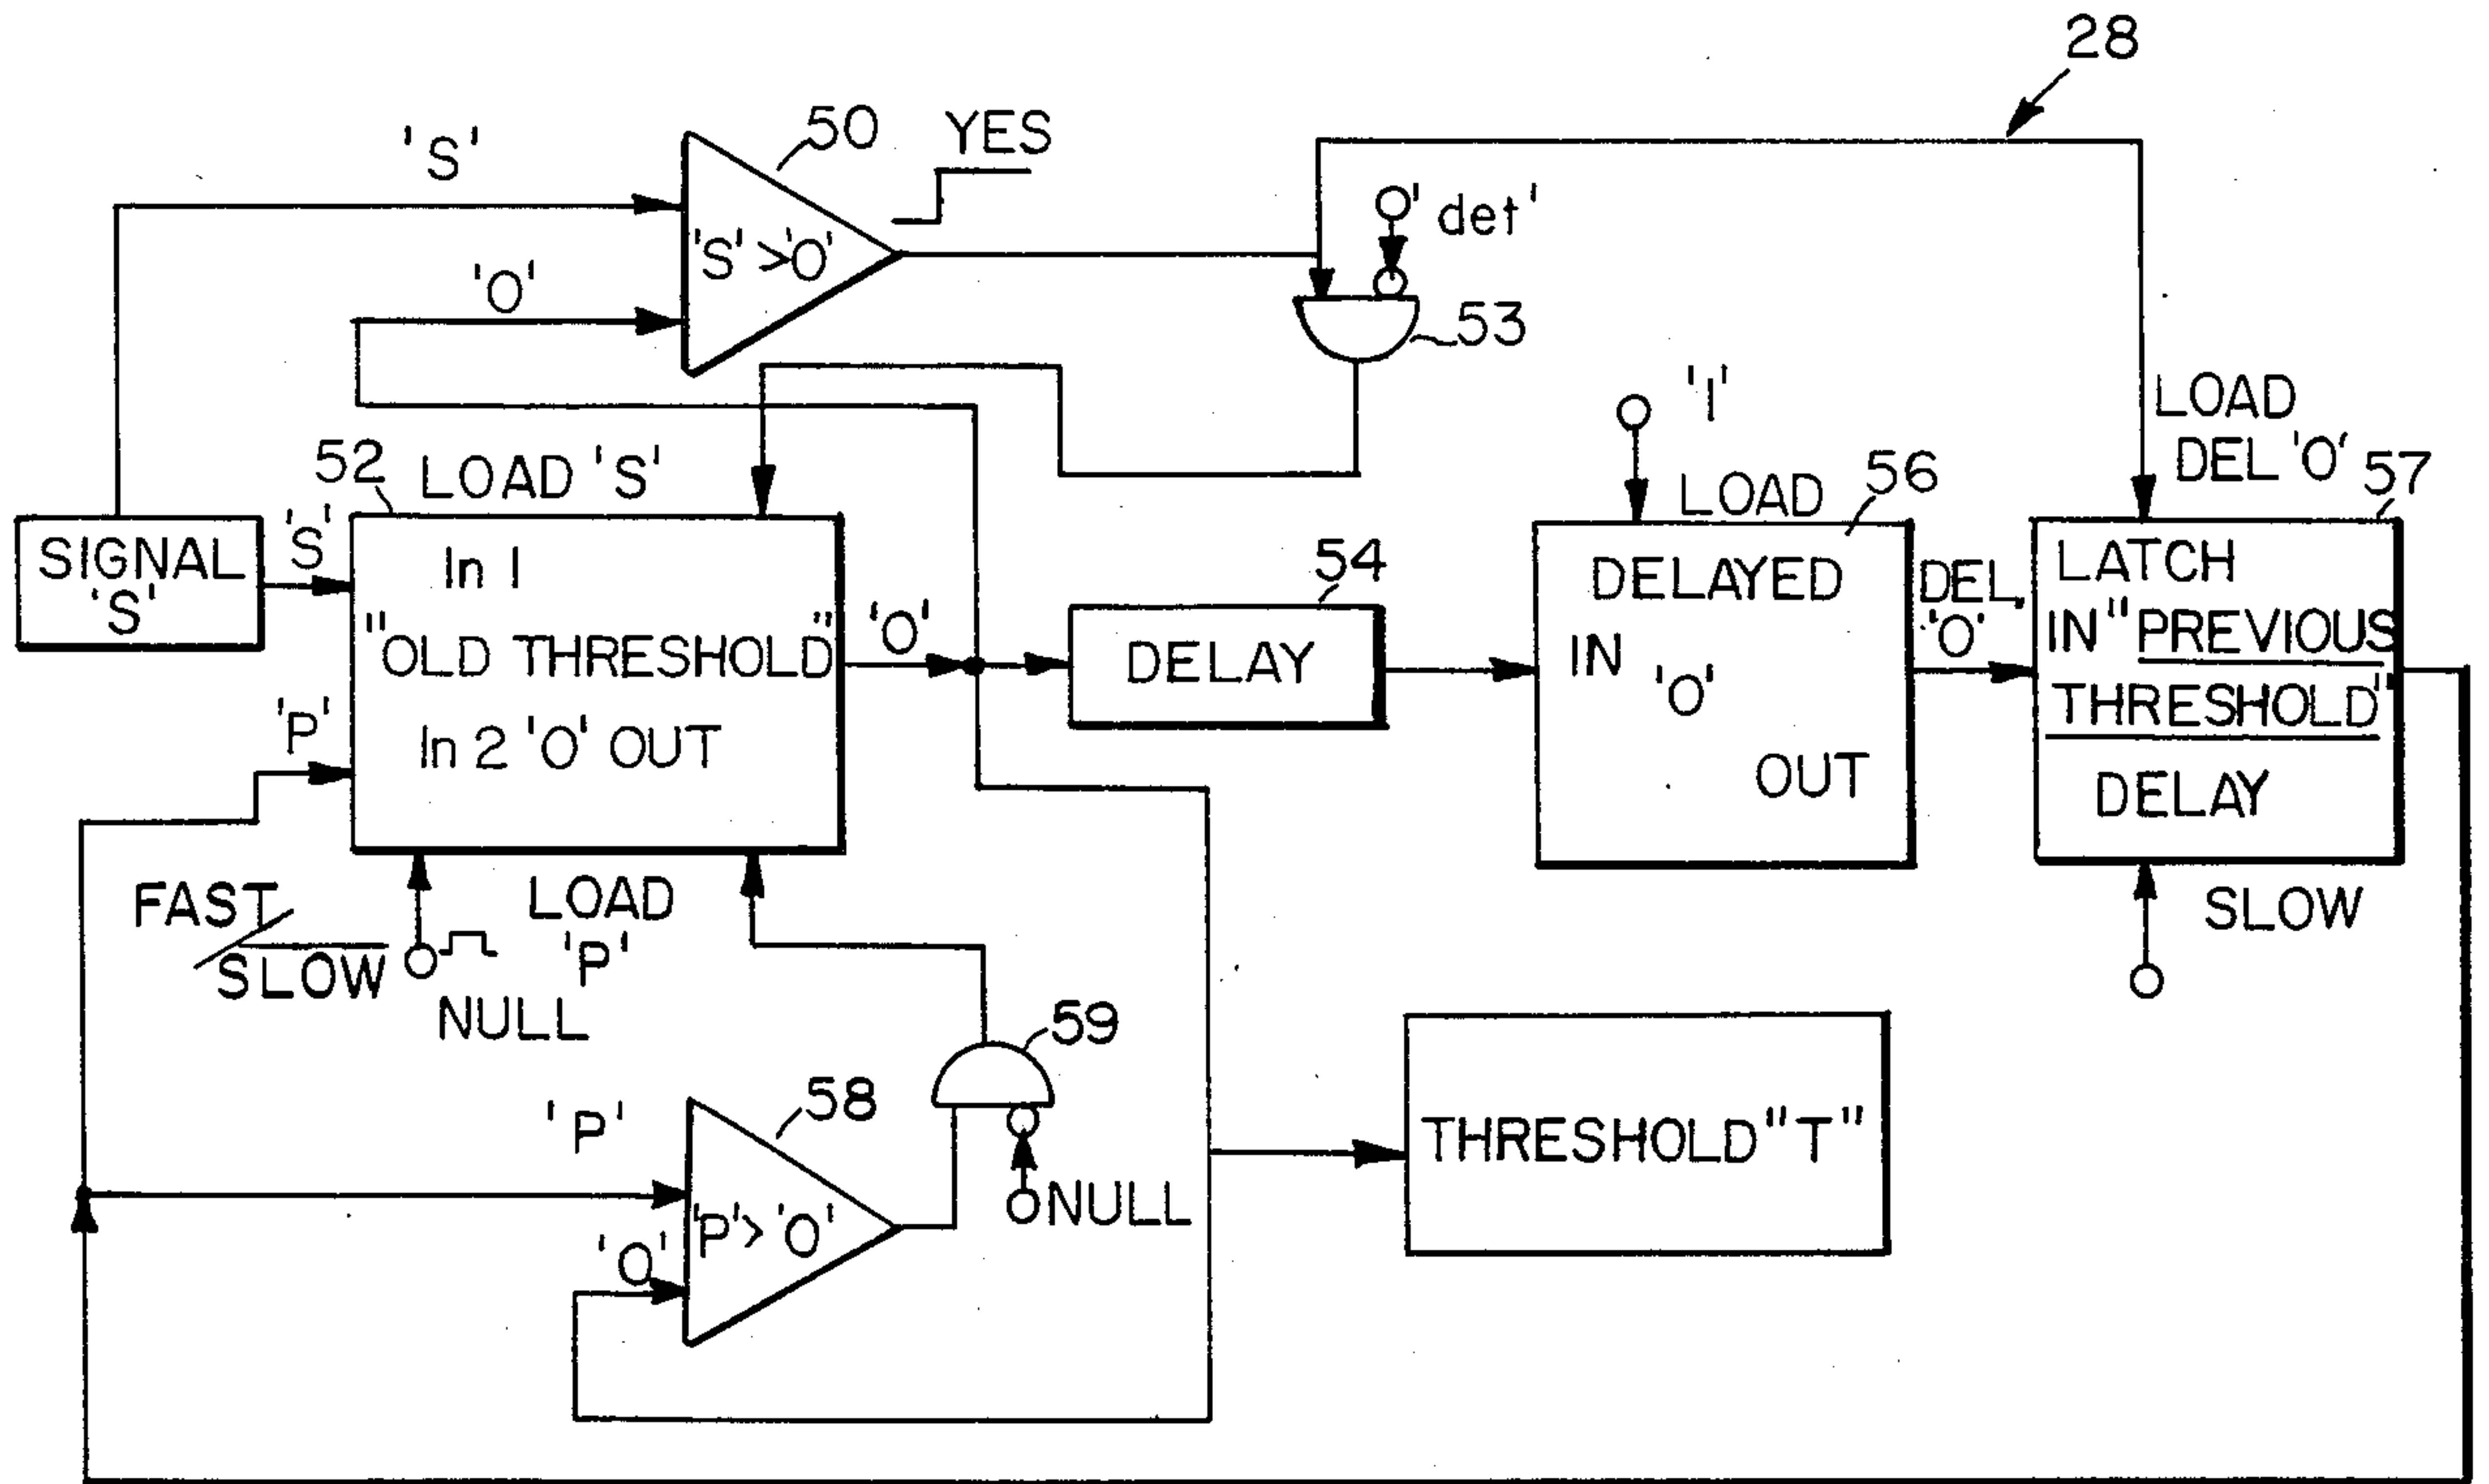 28
50
YES
'S'
'S' > 'O'
'O'
'det'
53
'1'
LOAD
DEL 'O'
57
52
LOAD 'S'
LOAD
56
SIGNAL
'S'
'S'
In 1
"OLD THRESHOLD"
In 2 'O' OUT
'P'
'O'
54
DELAY
DELAYED
IN 'O'
OUT
DEL.
'O'
LATCH
IN "PREVIOUS
THRESHOLD"
DELAY
FAST/SLOW
NULL
LOAD
'P'
SLOW
59
58
'P'
'P' > 'O'
'O'
NULL
THRESHOLD "T"